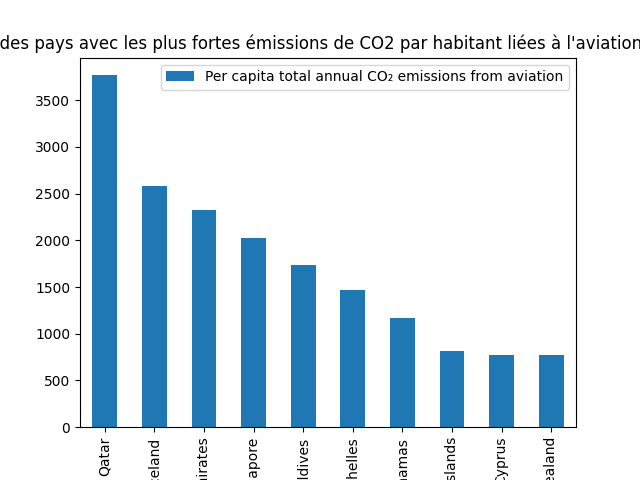 des pays avec les plus fortes émissions de CO2 par habitant liées à l'aviation
Per capita total annual CO₂ emissions from aviation
3500
3000
2500
2000
1500
1000
500
0
Qatar
eland
irates
apore
ldives
helles
amas
slands
Cyprus
ealand